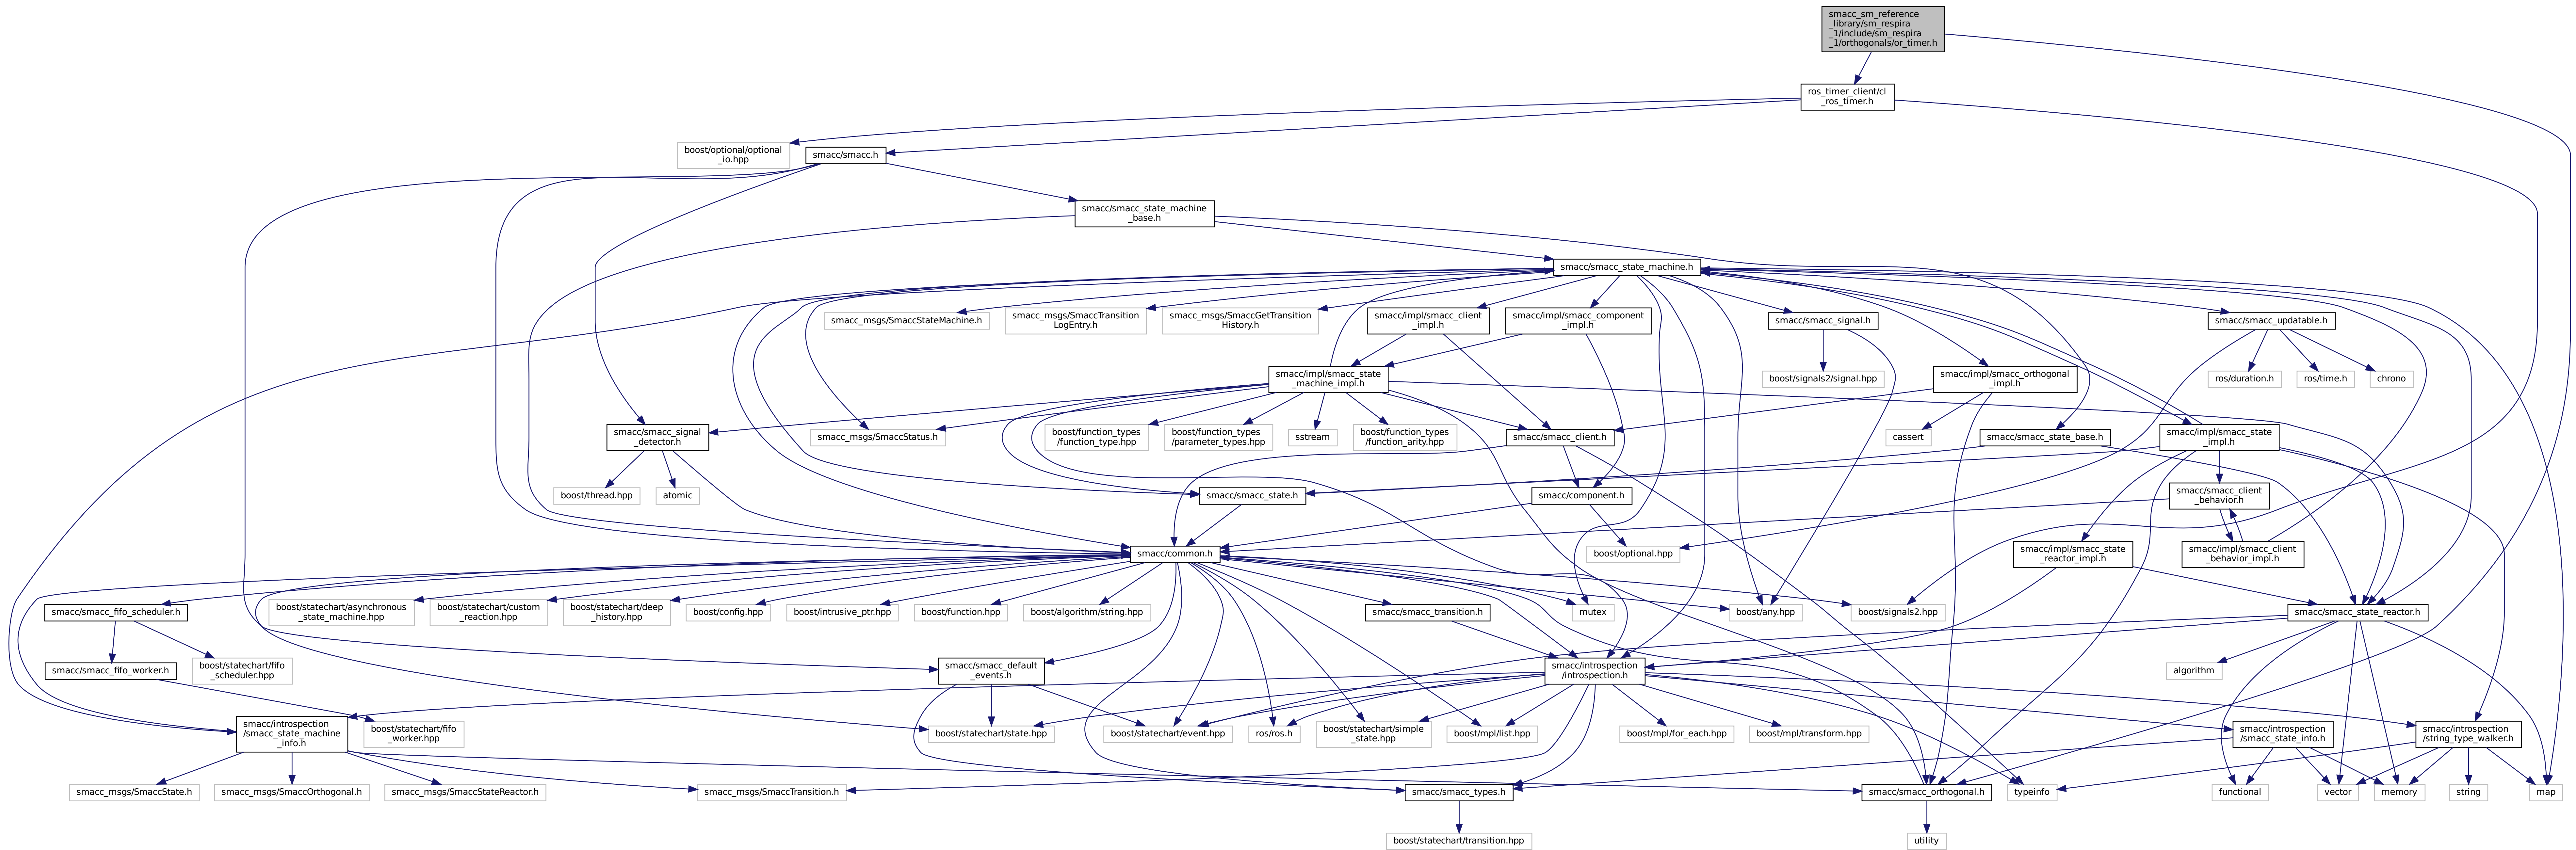 smacc_sm_reference
_library/sm_respira
_1/include/sm_respira
_1/orthogonals/or_timer.h
ros_timer_client/cl
_ros_timer.h
boost/optional/optional
_io.hpp
smacc/smacc.h
smacc/smacc_state_machine
_base.h
smacc/smacc_state_machine.h
smacc_msgs/SmaccStateMachine.h
smacc_msgs/SmaccTransition
LogEntry.h
smacc_msgs/SmaccGetTransition
History.h
smacc/impl/smacc_client
_impl.h
smacc/impl/smacc_component
_impl.h
smacc/smacc_signal.h
smacc/smacc_updatable.h
smacc/impl/smacc_state
_machine_impl.h
boost/signals2/signal.hpp
smacc/impl/smacc_orthogonal
_impl.h
ros/duration.h
ros/time.h
chrono
smacc/smacc_signal
_detector.h
smacc_msgs/SmaccStatus.h
boost/function_types
/function_type.hpp
boost/function_types
/parameter_types.hpp
sstream
boost/function_types
/function_arity.hpp
smacc/smacc_client.h
cassert
smacc/smacc_state_base.h
smacc/impl/smacc_state
_impl.h
boost/thread.hpp
atomic
smacc/smacc_state.h
smacc/component.h
smacc/smacc_client
_behavior.h
smacc/common.h
boost/optional.hpp
smacc/impl/smacc_state
_reactor_impl.h
smacc/impl/smacc_client
_behavior_impl.h
smacc/smacc_fifo_scheduler.h
boost/statechart/asynchronous
_state_machine.hpp
boost/statechart/custom
_reaction.hpp
boost/statechart/deep
_history.hpp
boost/config.hpp
boost/intrusive_ptr.hpp
boost/function.hpp
boost/algorithm/string.hpp
smacc/smacc_transition.h
mutex
boost/any.hpp
boost/signals2.hpp
smacc/smacc_state_reactor.h
smacc/smacc_fifo_worker.h
boost/statechart/fifo
_scheduler.hpp
smacc/smacc_default
_events.h
smacc/introspection
/introspection.h
algorithm
smacc/introspection
/smacc_state_machine
_info.h
boost/statechart/fifo
_worker.hpp
boost/statechart/state.hpp
boost/statechart/event.hpp
ros/ros.h
boost/statechart/simple
_state.hpp
boost/mpl/list.hpp
boost/mpl/for_each.hpp
boost/mpl/transform.hpp
smacc/introspection
/smacc_state_info.h
smacc/introspection
/string_type_walker.h
smacc_msgs/SmaccState.h
smacc_msgs/SmaccOrthogonal.h
smacc_msgs/SmaccStateReactor.h
smacc_msgs/SmaccTransition.h
smacc/smacc_types.h
smacc/smacc_orthogonal.h
typeinfo
functional
vector
memory
string
map
boost/statechart/transition.hpp
utility